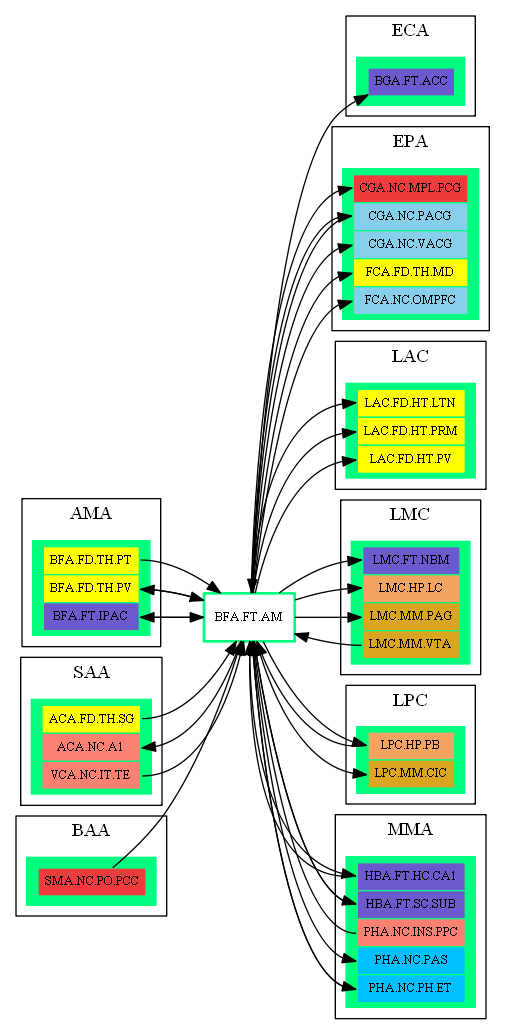 ECA
BGA.FT.ACC
EPA
CGA.NC.MPL.PCG
CGA.NC.PACG
CGA.NC.VACG
FCA.FD.TH.MD
FCA.NC.OMPFC
LAC
LAC.FD.HT.LTN
LAC.FD.HT.PRM
LAC.FD.HT.PV
AMA
BFA.FD.TH.PT
BFA.FD.TH.PV
BFA.FT.IPAC
BFA.FT.AM
LMC
LMC.FT.NBM
LMC.HP.LC
LMC.MM.PAG
LMC.MM.VTA
SAA
ACA.FD.TH.SG
ACA.NC.A1
VCA.NC.IT.TE
LPC
LPC.HP.PB
LPC.MM.CIC
BAA
SMA.NC.PO.PCC
MMA
HBA.FT.HC.CA1
HBA.FT.SC.SUB
PHA.NC.INS.PPC
PHA.NC.PAS
PHA.NC.PH.ET